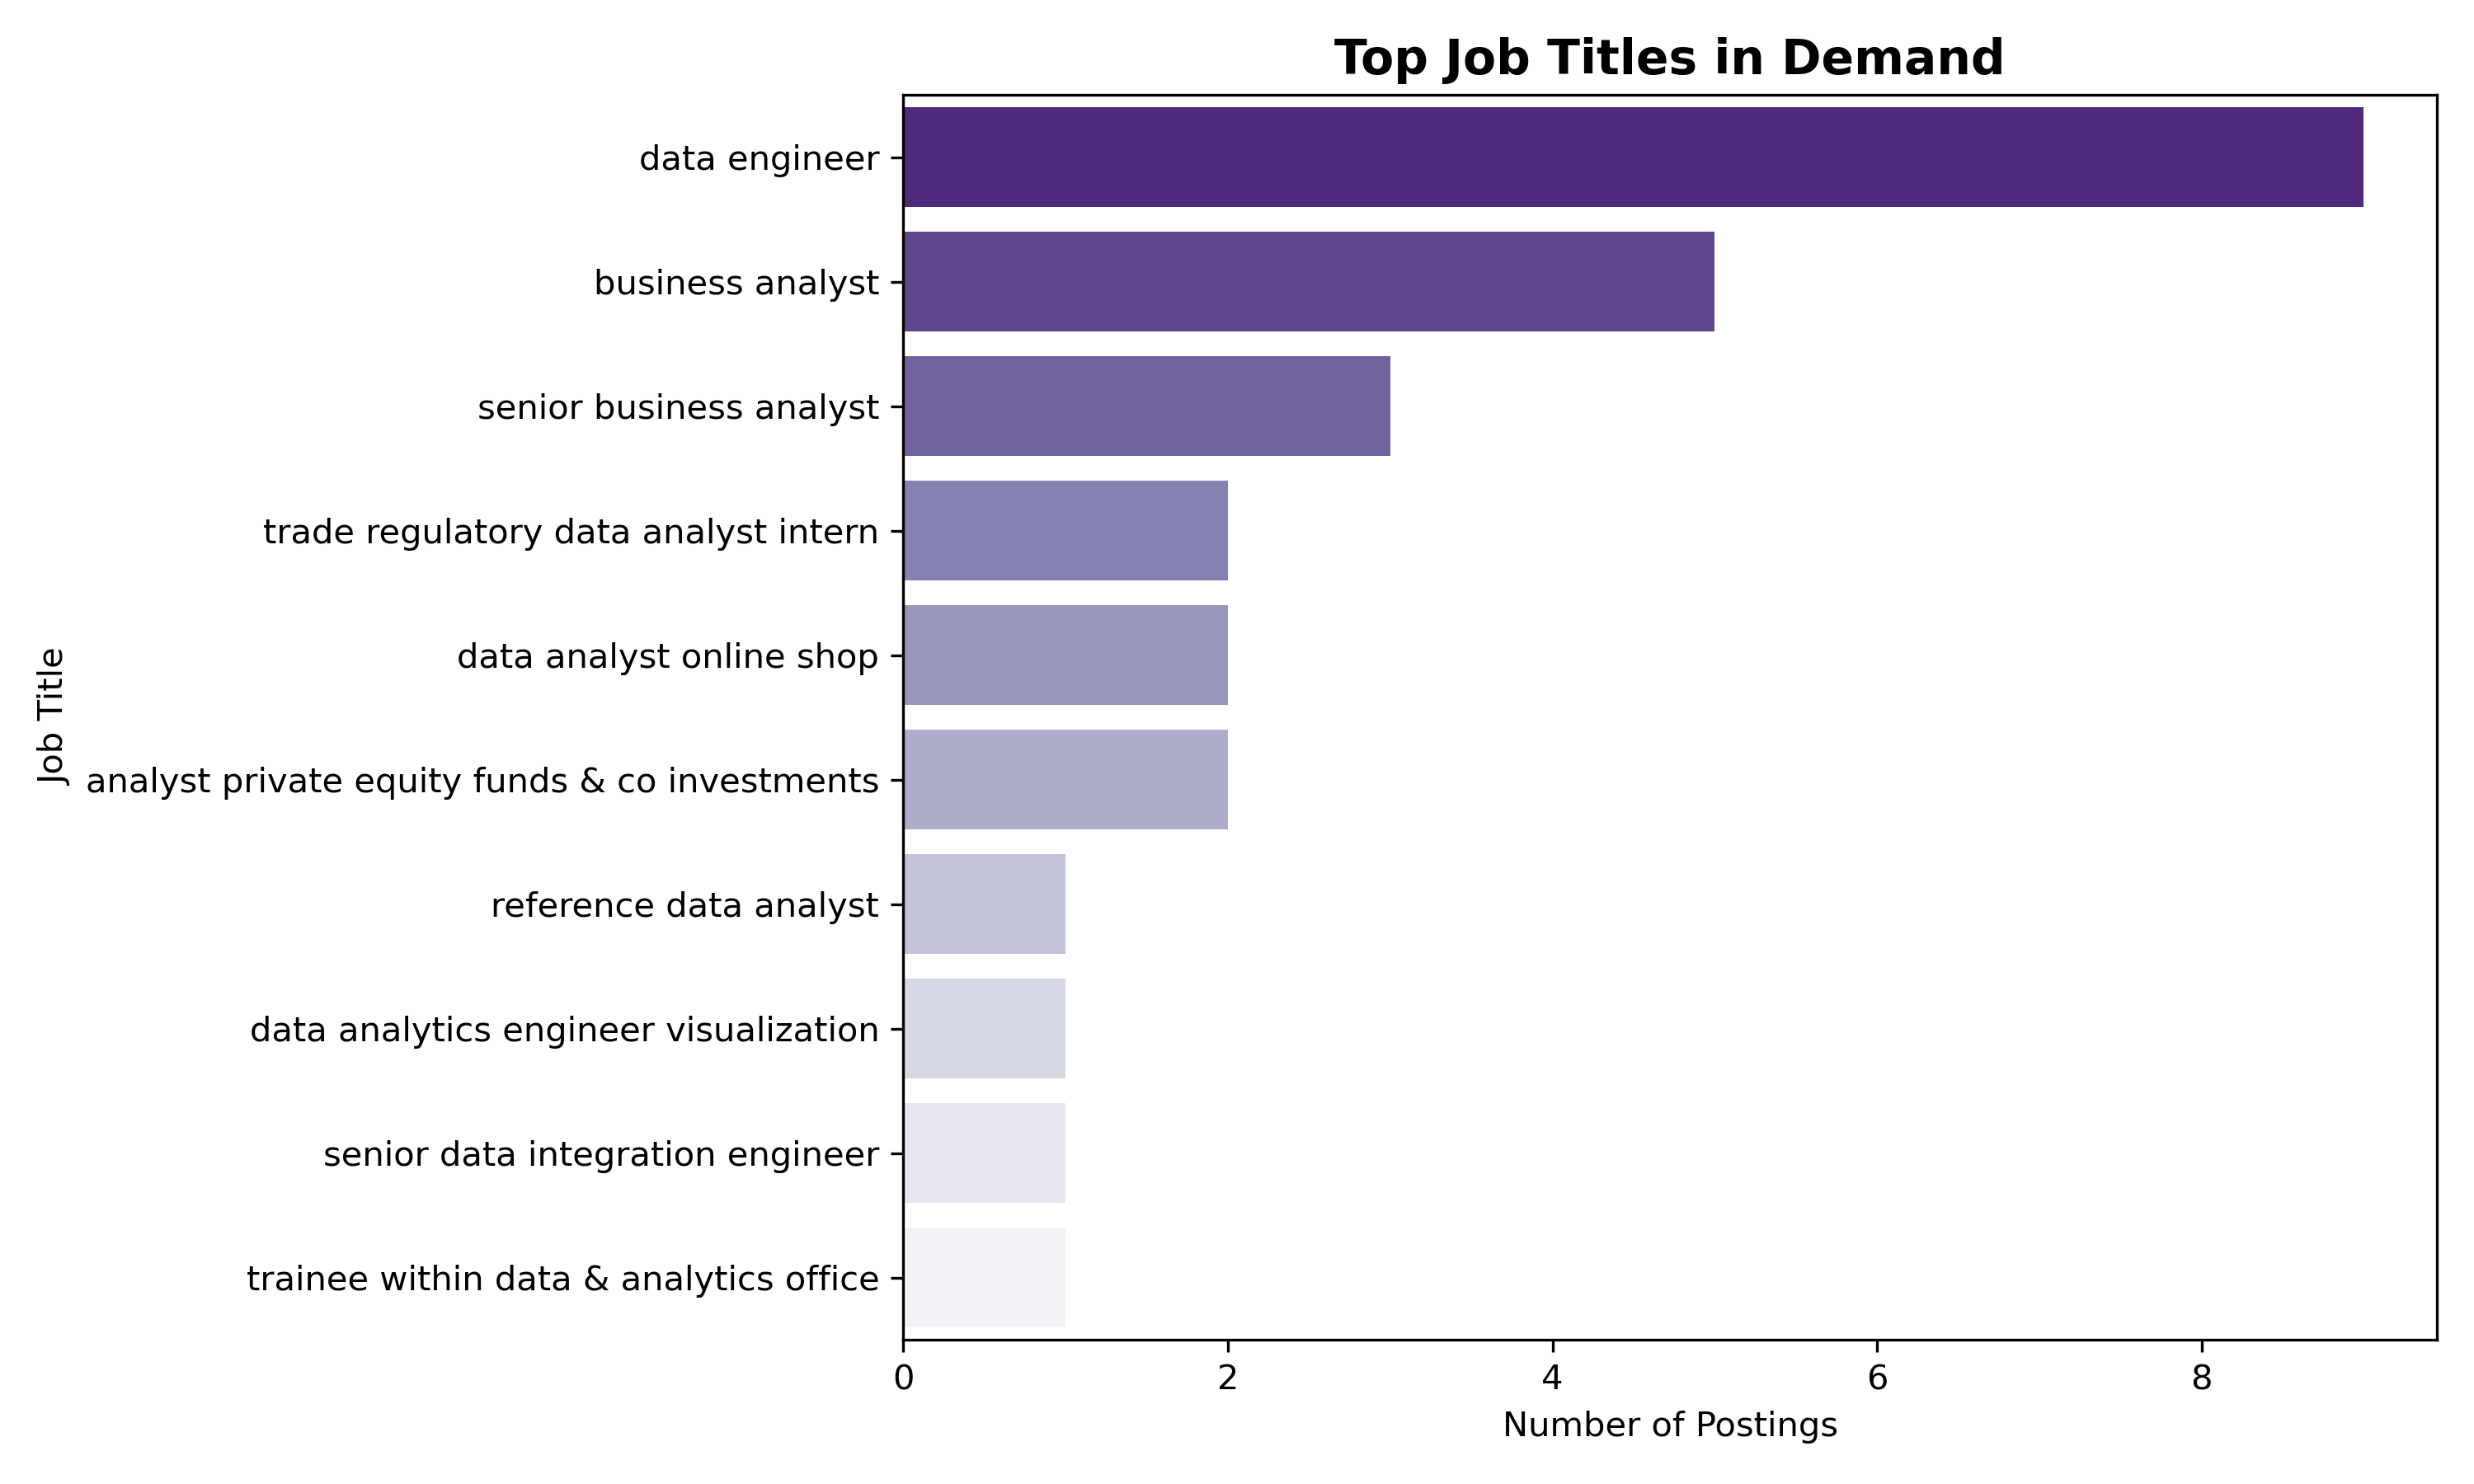 Top Job Titles in Demand
data engineer
business analyst
senior business analyst
trade regulatory data analyst intern
data analyst online shop
analyst private equity funds & co investments
reference data analyst
data analytics engineer visualization
senior data integration engineer
trainee within data & analytics office
Job Title
0 2 4 6 8
Number of Postings